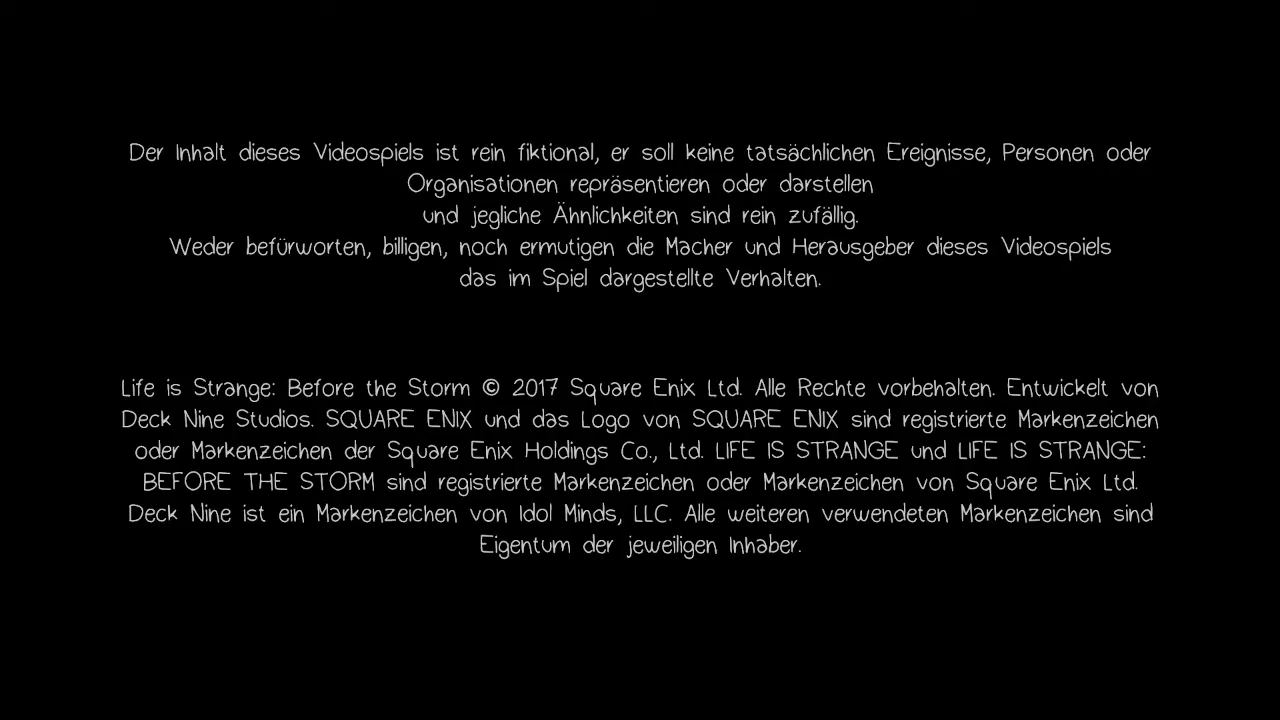 Der Inhalt dieses Videospiels ist rein fiktional, er soll keine tatsächlichen Ereignisse, Personen oder
Organisationen repräsentieren oder darstellen
und jegliche Ähnlichkeiten sind rein zufällig.
Weder befürworten, billigen, noch ermutigen die Macher und Herausgeber dieses Videospiels
das im Spiel dargestellte Verhalten.
Life is Strange: Before the Storm © 2017 Square Enix Ltd. Alle Rechte vorbehalten. Entwickelt von
Deck Nine Studios. SQUARE ENIX und das Logo von SQUARE ENIX sind registrierte Markenzeichen
oder Markenzeichen der Square Enix Holdings Co., Ltd. LIFE IS STRANGE und LIFE IS STRANGE:
BEFORE THE STORM sind registrierte Markenzeichen oder Markenzeichen von Square Enix Ltd.
Deck Nine ist ein Markenzeichen von Idol Minds, LLC. Alle weiteren verwendeten Markenzeichen sind
Eigentum der jeweiligen Inhaber.